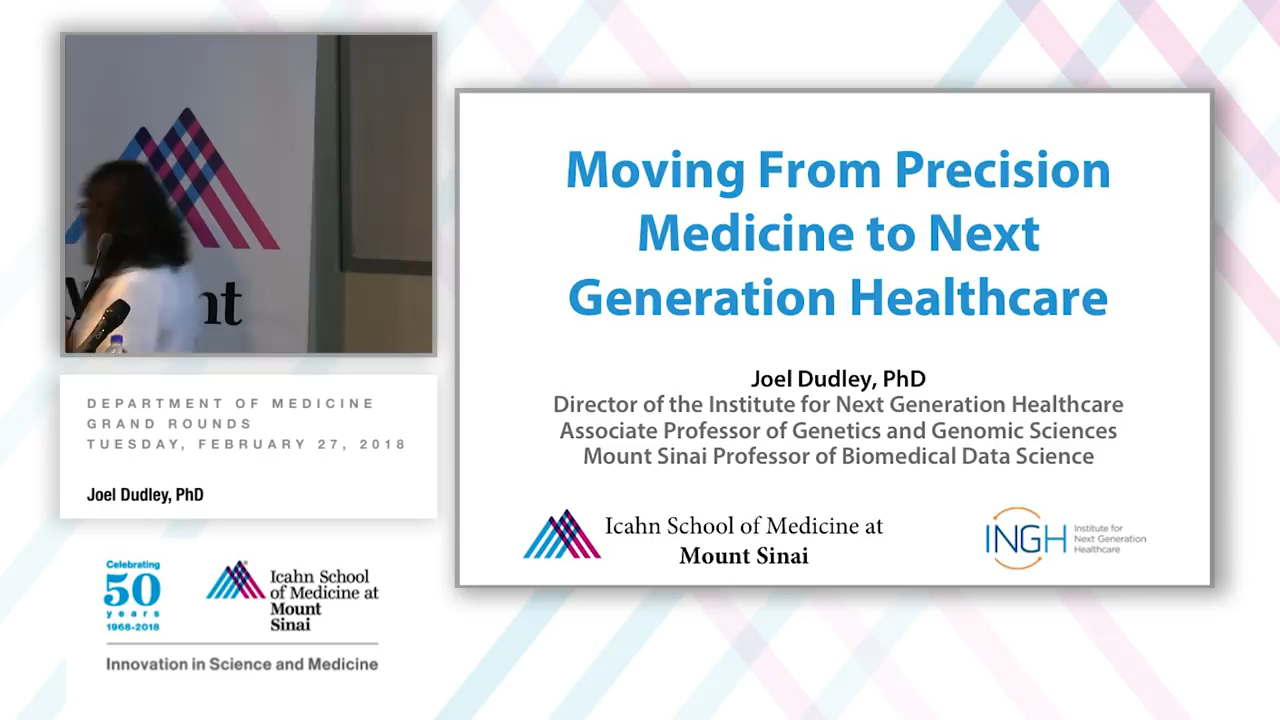 DEPARTMENT OF MEDICINE
GRAND ROUNDS
TUESDAY, FEBRUARY 27, 2018
Joel Dudley, PhD
Celebrating
50
years
1968-2018
Icahn School
of Medicine at
Mount
Sinai
Innovation in Science and Medicine
Moving From Precision
Medicine to Next
Generation Healthcare
Joel Dudley, PhD
Director of the Institute for Next Generation Healthcare
Associate Professor of Genetics and Genomic Sciences
Mount Sinai Professor of Biomedical Data Science
Icahn School of Medicine at
Mount Sinai
INGH
Institute for
Next Generation
Healthcare